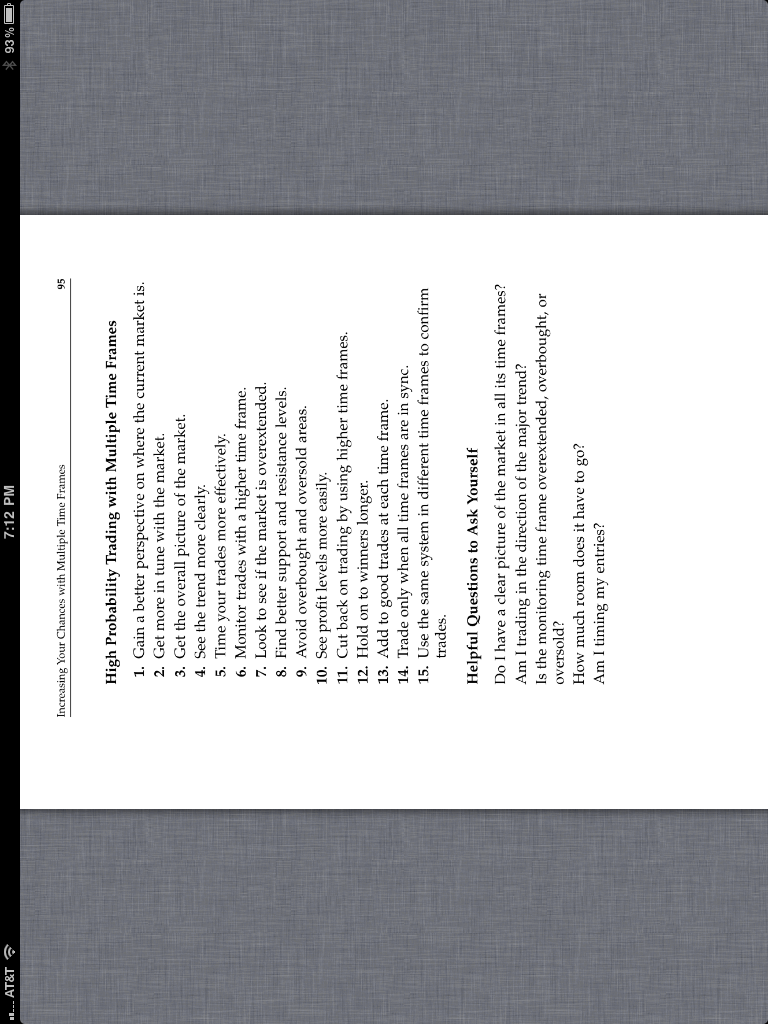 AT&T 7:12 PM 93%
Increasing Your Chances with Multiple Time Frames 95
High Probability Trading with Multiple Time Frames
1. Gain a better perspective on where the current market is.
2. Get more in tune with the market.
3. Get the overall picture of the market.
4. See the trend more clearly.
5. Time your trades more effectively.
6. Monitor trades with a higher time frame.
7. Look to see if the market is overextended.
8. Find better support and resistance levels.
9. Avoid overbought and oversold areas.
10. See profit levels more easily.
11. Cut back on trading by using higher time frames.
12. Hold on to winners longer.
13. Add to good trades at each time frame.
14. Trade only when all time frames are in sync.
15. Use the same system in different time frames to confirm
trades.
Helpful Questions to Ask Yourself
Do I have a clear picture of the market in all its time frames?
Am I trading in the direction of the major trend?
Is the monitoring time frame overextended, overbought, or
oversold?
How much room does it have to go?
Am I timing my entries?